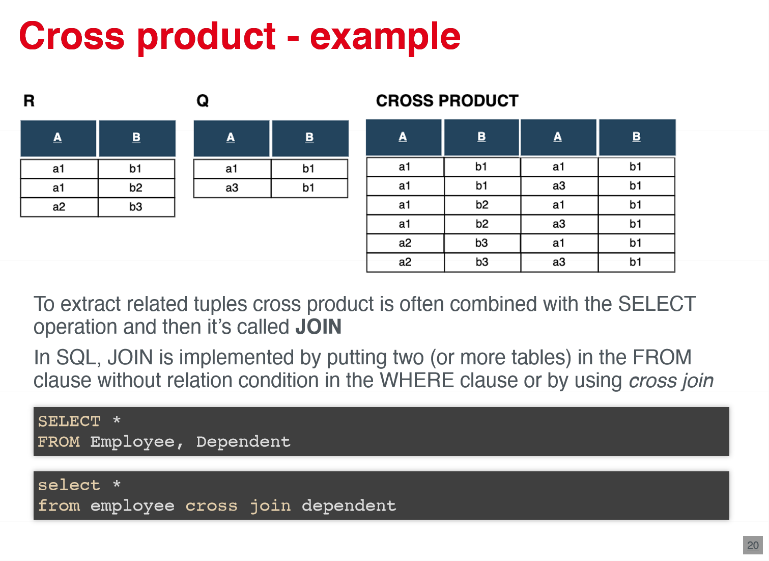 Cross product - example
R
Q
CROSS PRODUCT
A B
a1 b1
a1 b2
a2 b3
A B
a1 b1
a3 b1
A B A B
a1 b1 a1 b1
a1 b1 a3 b1
a1 b2 a1 b1
a1 b2 a3 b1
a2 b3 a1 b1
a2 b3 a3 b1
To extract related tuples cross product is often combined with the SELECT
operation and then it’s called JOIN
In SQL, JOIN is implemented by putting two (or more tables) in the FROM
clause without relation condition in the WHERE clause or by using cross join
SELECT *
FROM Employee, Dependent
select *
from employee cross join dependent
20